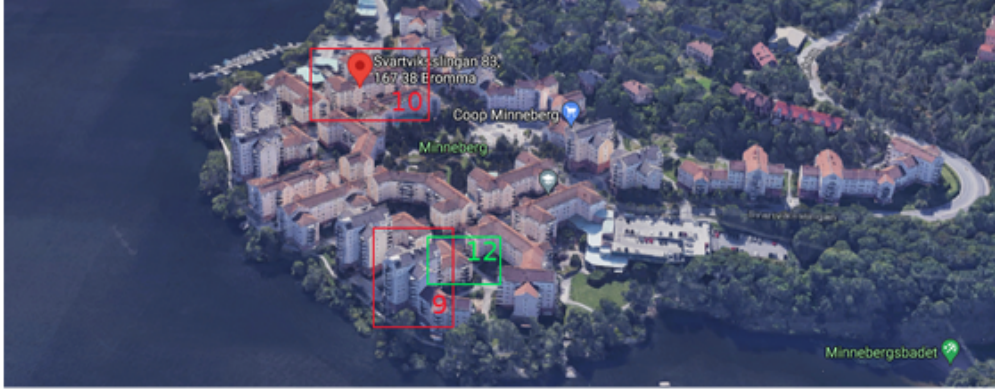 Svartviksslingan 83,
167 38 Bromma
10
Coop Minneberg
Minneberg
12
9
Minnebergsbadet